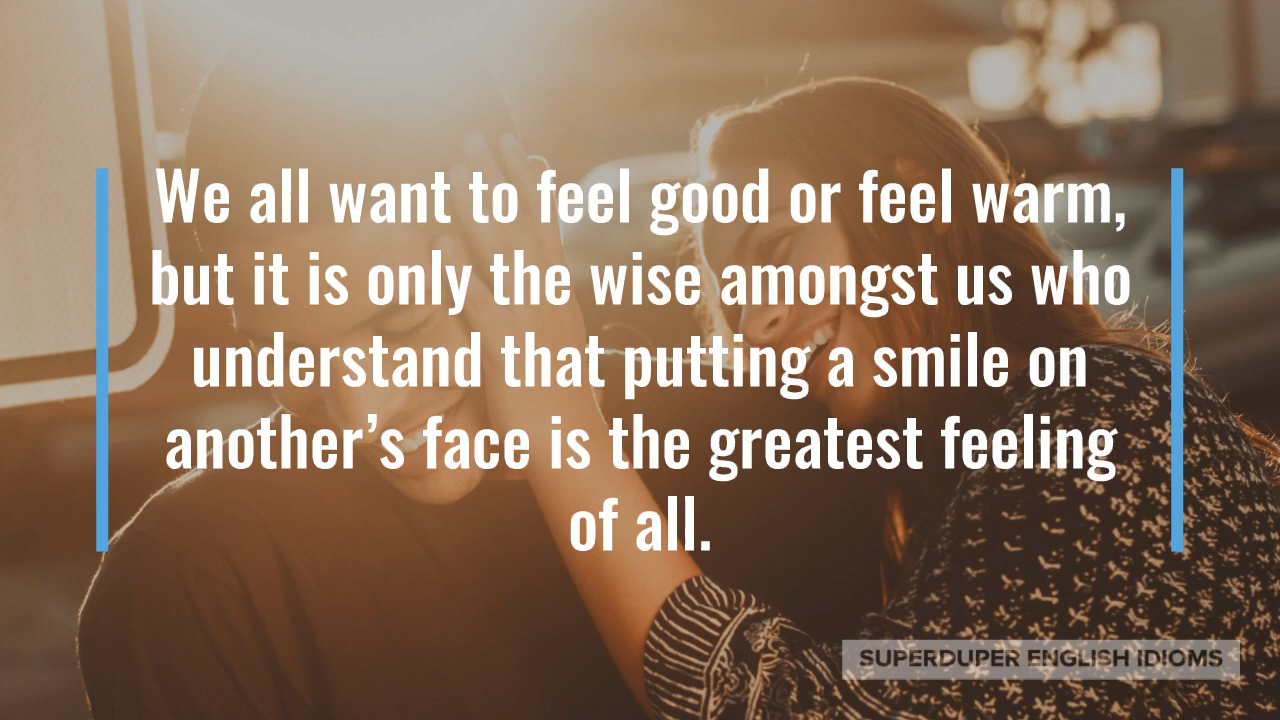 We all want to feel good or feel warm,
but it is only the wise amongst us who
understand that putting a smile on
another’s face is the greatest feeling
of all.
SUPERDUPER ENGLISH IDIOMS